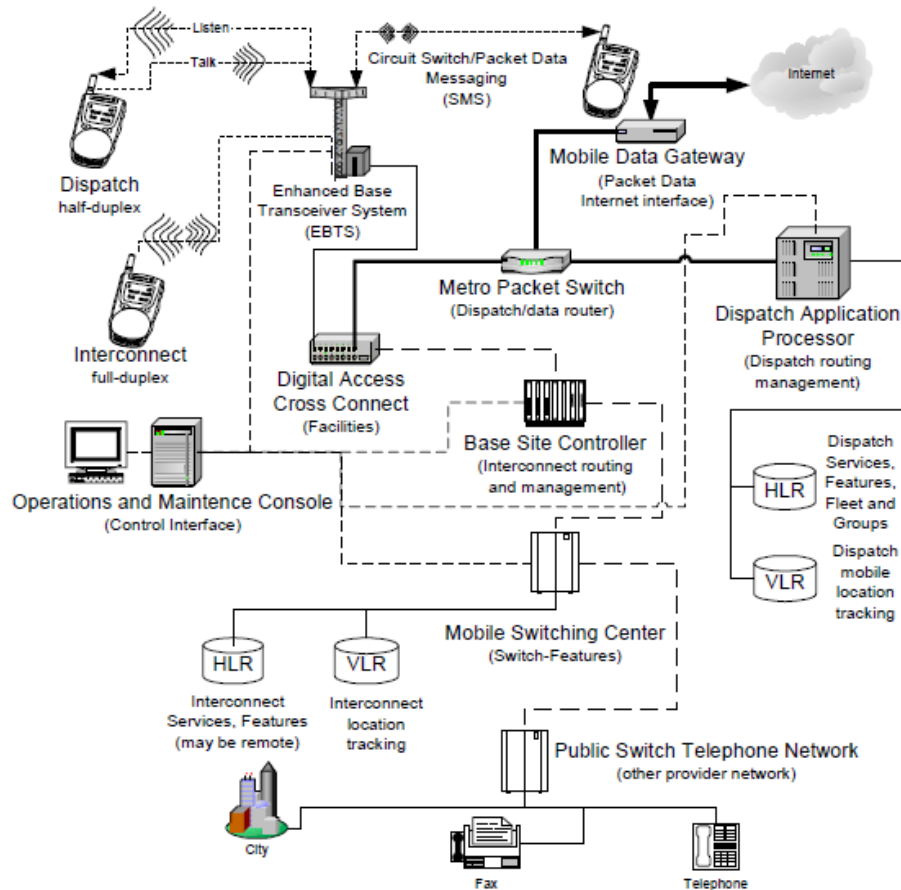 Listen
Talk
Circuit Switch/Packet Data
Messaging
(SMS)
Internet
Dispatch
half-duplex
Enhanced Base
Transceiver System
(EBTS)
Mobile Data Gateway
(Packet Data
Internet interface)
Interconnect
full-duplex
Metro Packet Switch
(Dispatch/data router)
Dispatch Application
Processor
(Dispatch routing
management)
Digital Access
Cross Connect
(Facilities)
Base Site Controller
(Interconnect routing
and management)
Operations and Maintence Console
(Control Interface)
HLR
Dispatch
Services,
Features,
Fleet and
Groups
VLR
Dispatch
mobile
location
tracking
Mobile Switching Center
(Switch-Features)
HLR
Interconnect
Services, Features
(may be remote)
VLR
Interconnect
location
tracking
Public Switch Telephone Network
(other provider network)
City
Fax
Telephone